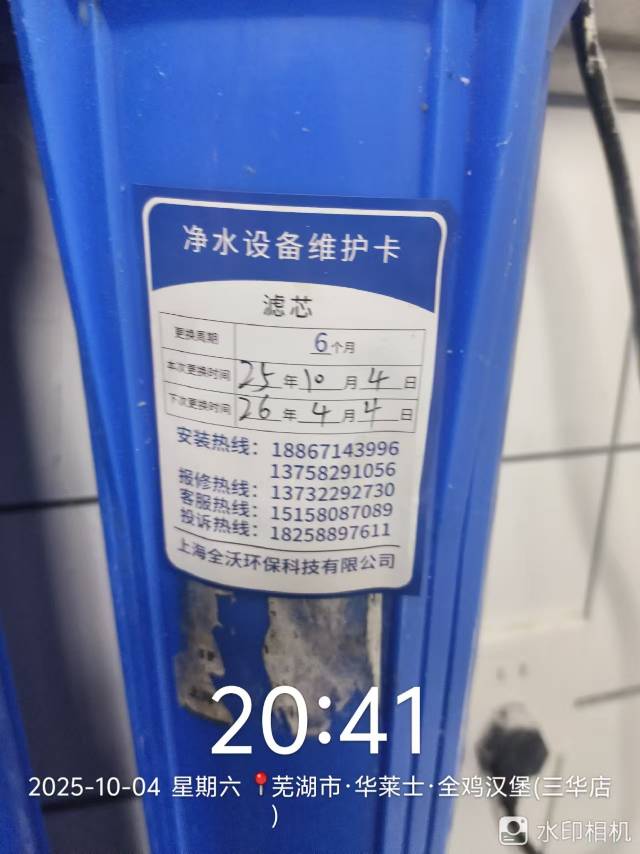 净水设备维护卡
滤芯
更换周期 6个月
本次更换时间 25年10月4日
下次更换时间 26年4月4日
安装热线：18867143996
13758291056
报修热线：13732292730
客服热线：15158087089
投诉热线：18258897611
上海全沃环保科技有限公司
20:41
2025-10-04 星期六 📍芜湖市·华莱士·全鸡汉堡(三华店
)
水印相机